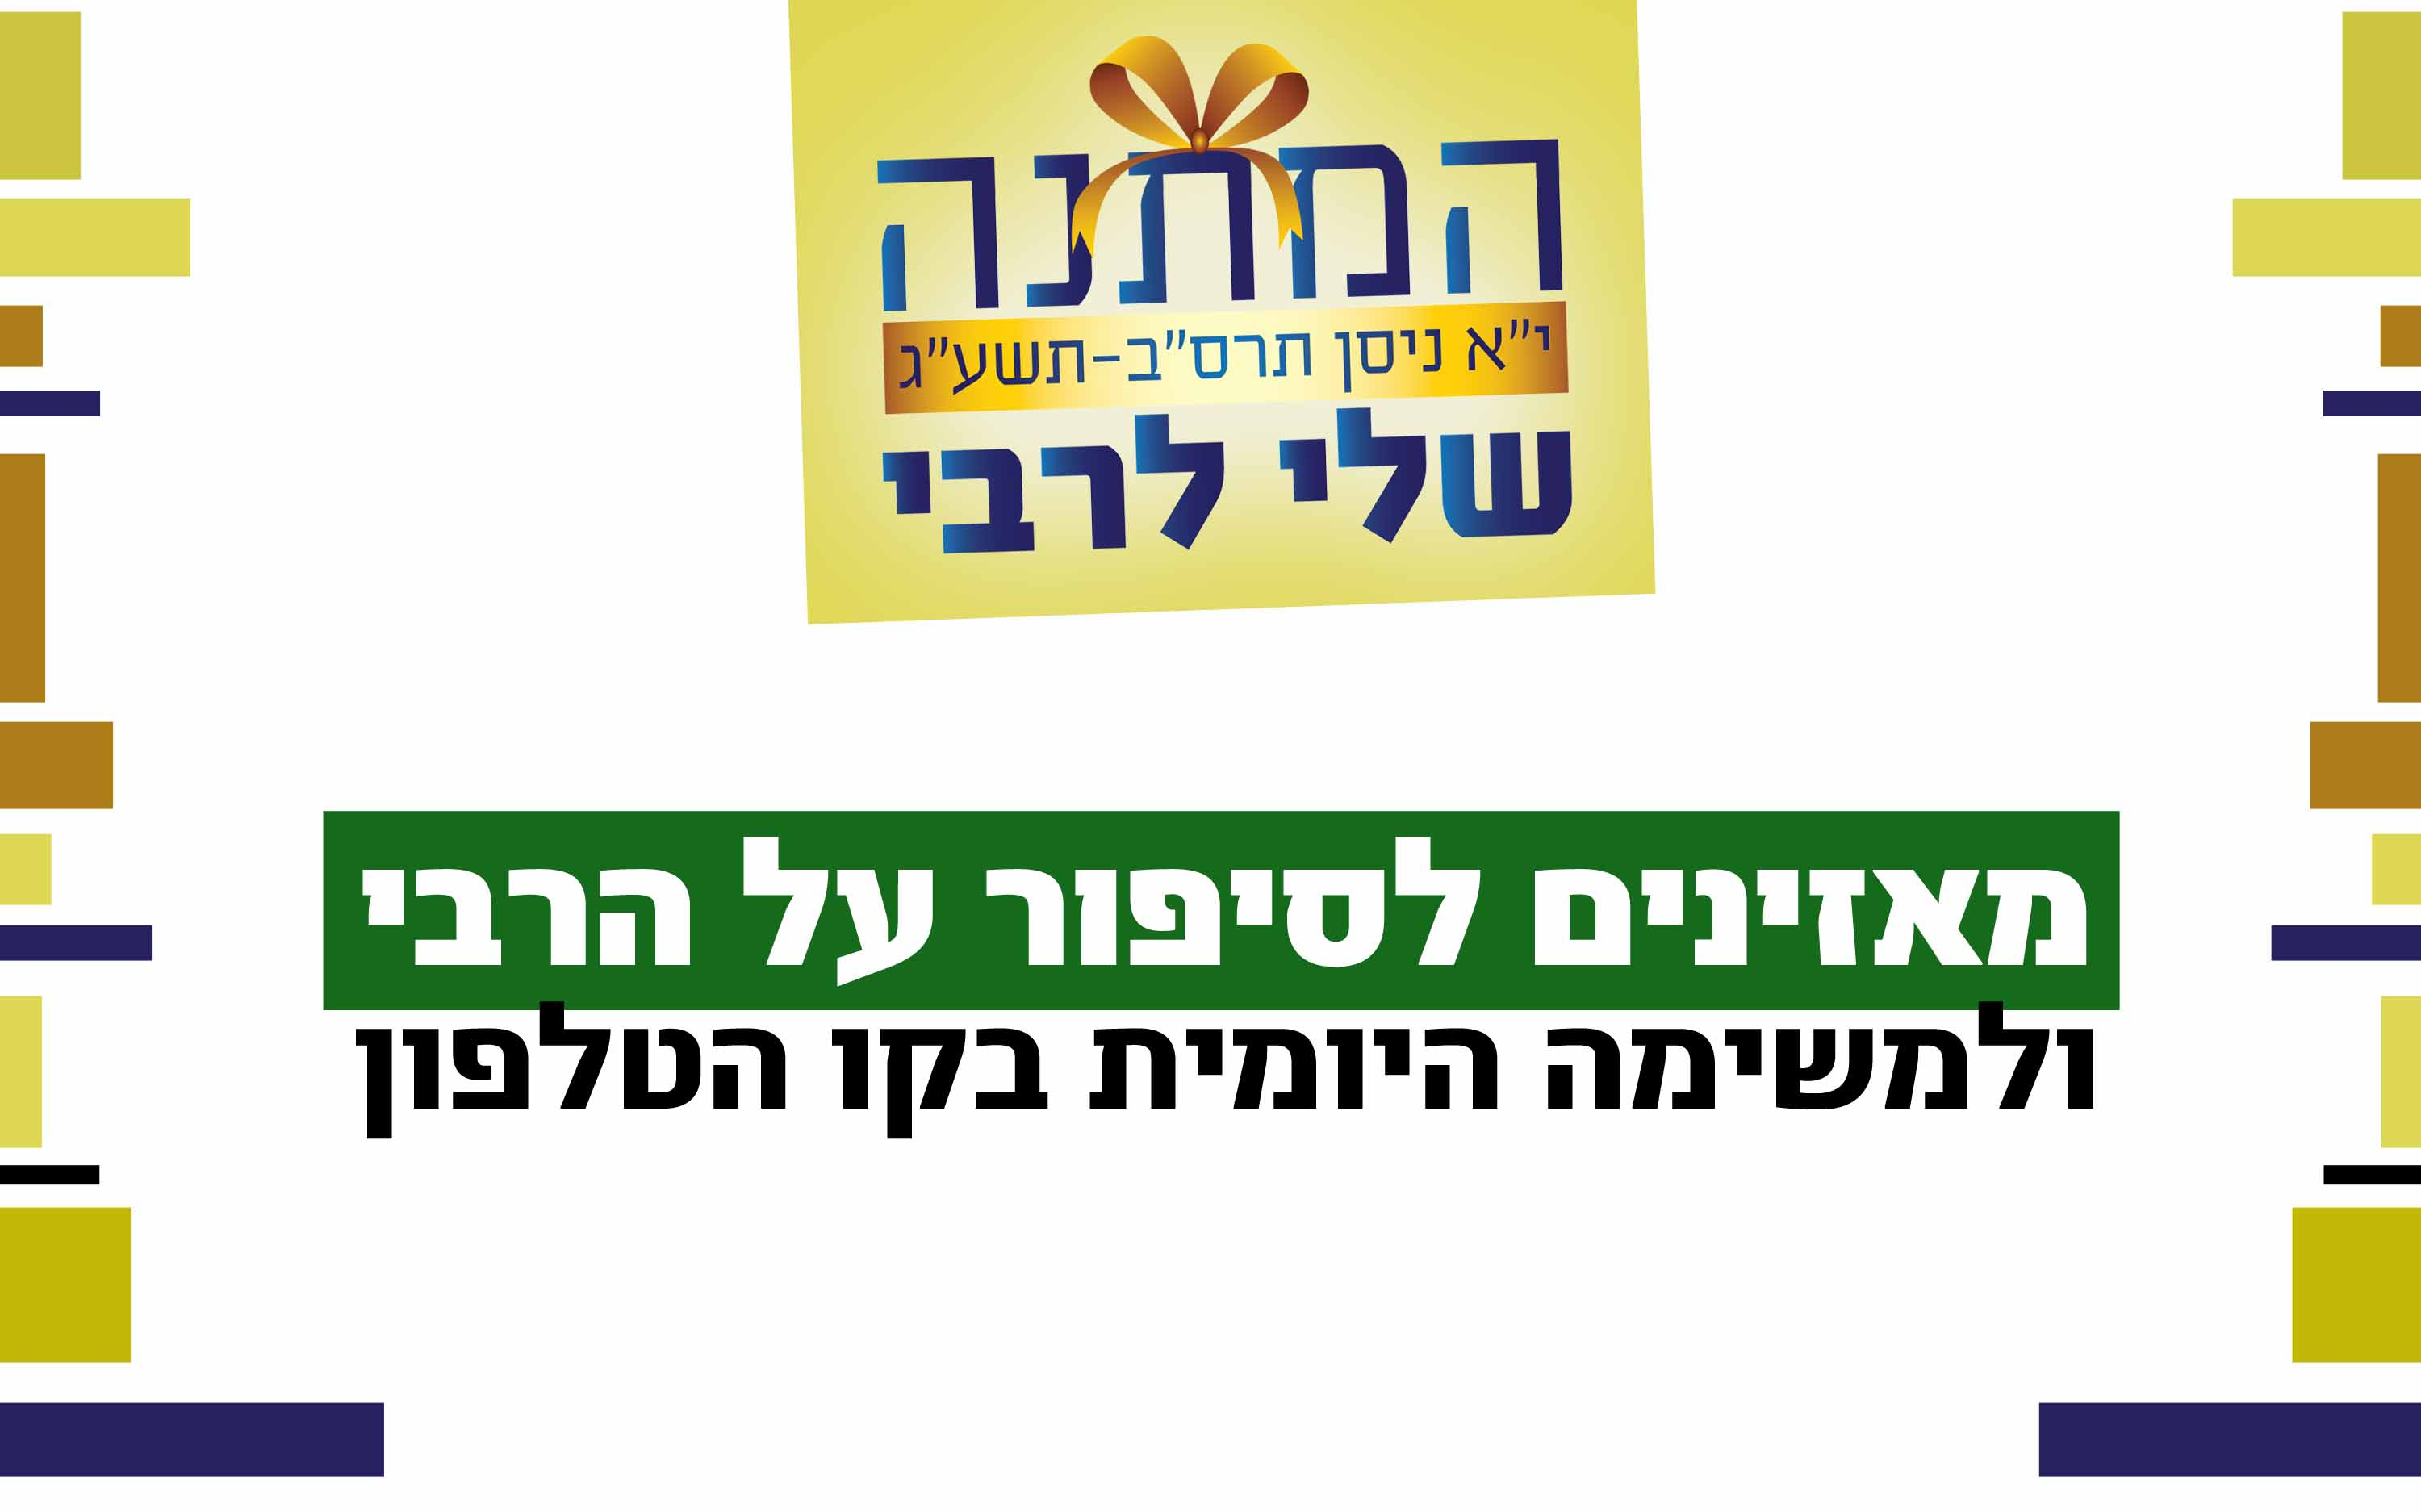 המתנה
י"א ניסן תרס"ב-תשע"ג
שלי לרבי
מאזינים לסיפור על הרבי
ולמשימה היומית בקו הטלפון